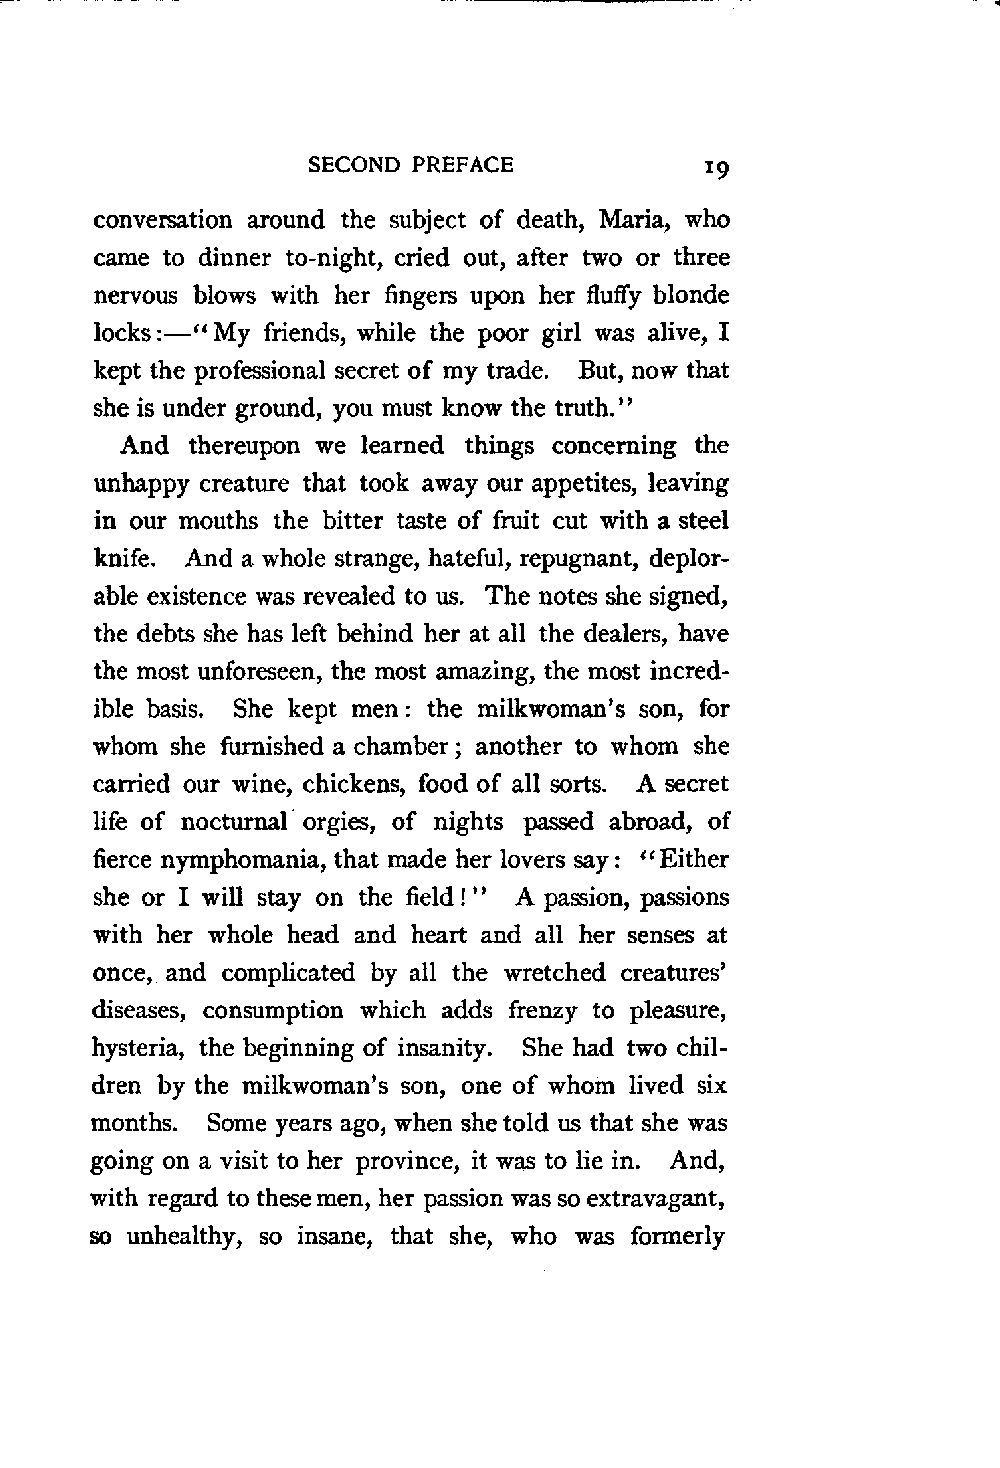 SECOND PREFACE 19
conversation around the subject of death, Maria, who
came to dinner to-night, cried out, after two or three
nervous blows with her fingers upon her fluffy blonde
locks:—“My friends, while the poor girl was alive, I
kept the professional secret of my trade. But, now that
she is under ground, you must know the truth.”
And thereupon we learned things concerning the
unhappy creature that took away our appetites, leaving
in our mouths the bitter taste of fruit cut with a steel
knife. And a whole strange, hateful, repugnant, deplor-
able existence was revealed to us. The notes she signed,
the debts she has left behind her at all the dealers, have
the most unforeseen, the most amazing, the most incred-
ible basis. She kept men: the milkwoman's son, for
whom she furnished a chamber; another to whom she
carried our wine, chickens, food of all sorts. A secret
life of nocturnal orgies, of nights passed abroad, of
fierce nymphomania, that made her lovers say: “Either
she or I will stay on the field!” A passion, passions
with her whole head and heart and all her senses at
once, and complicated by all the wretched creatures'
diseases, consumption which adds frenzy to pleasure,
hysteria, the beginning of insanity. She had two chil-
dren by the milkwoman's son, one of whom lived six
months. Some years ago, when she told us that she was
going on a visit to her province, it was to lie in. And,
with regard to these men, her passion was so extravagant,
so unhealthy, so insane, that she, who was formerly